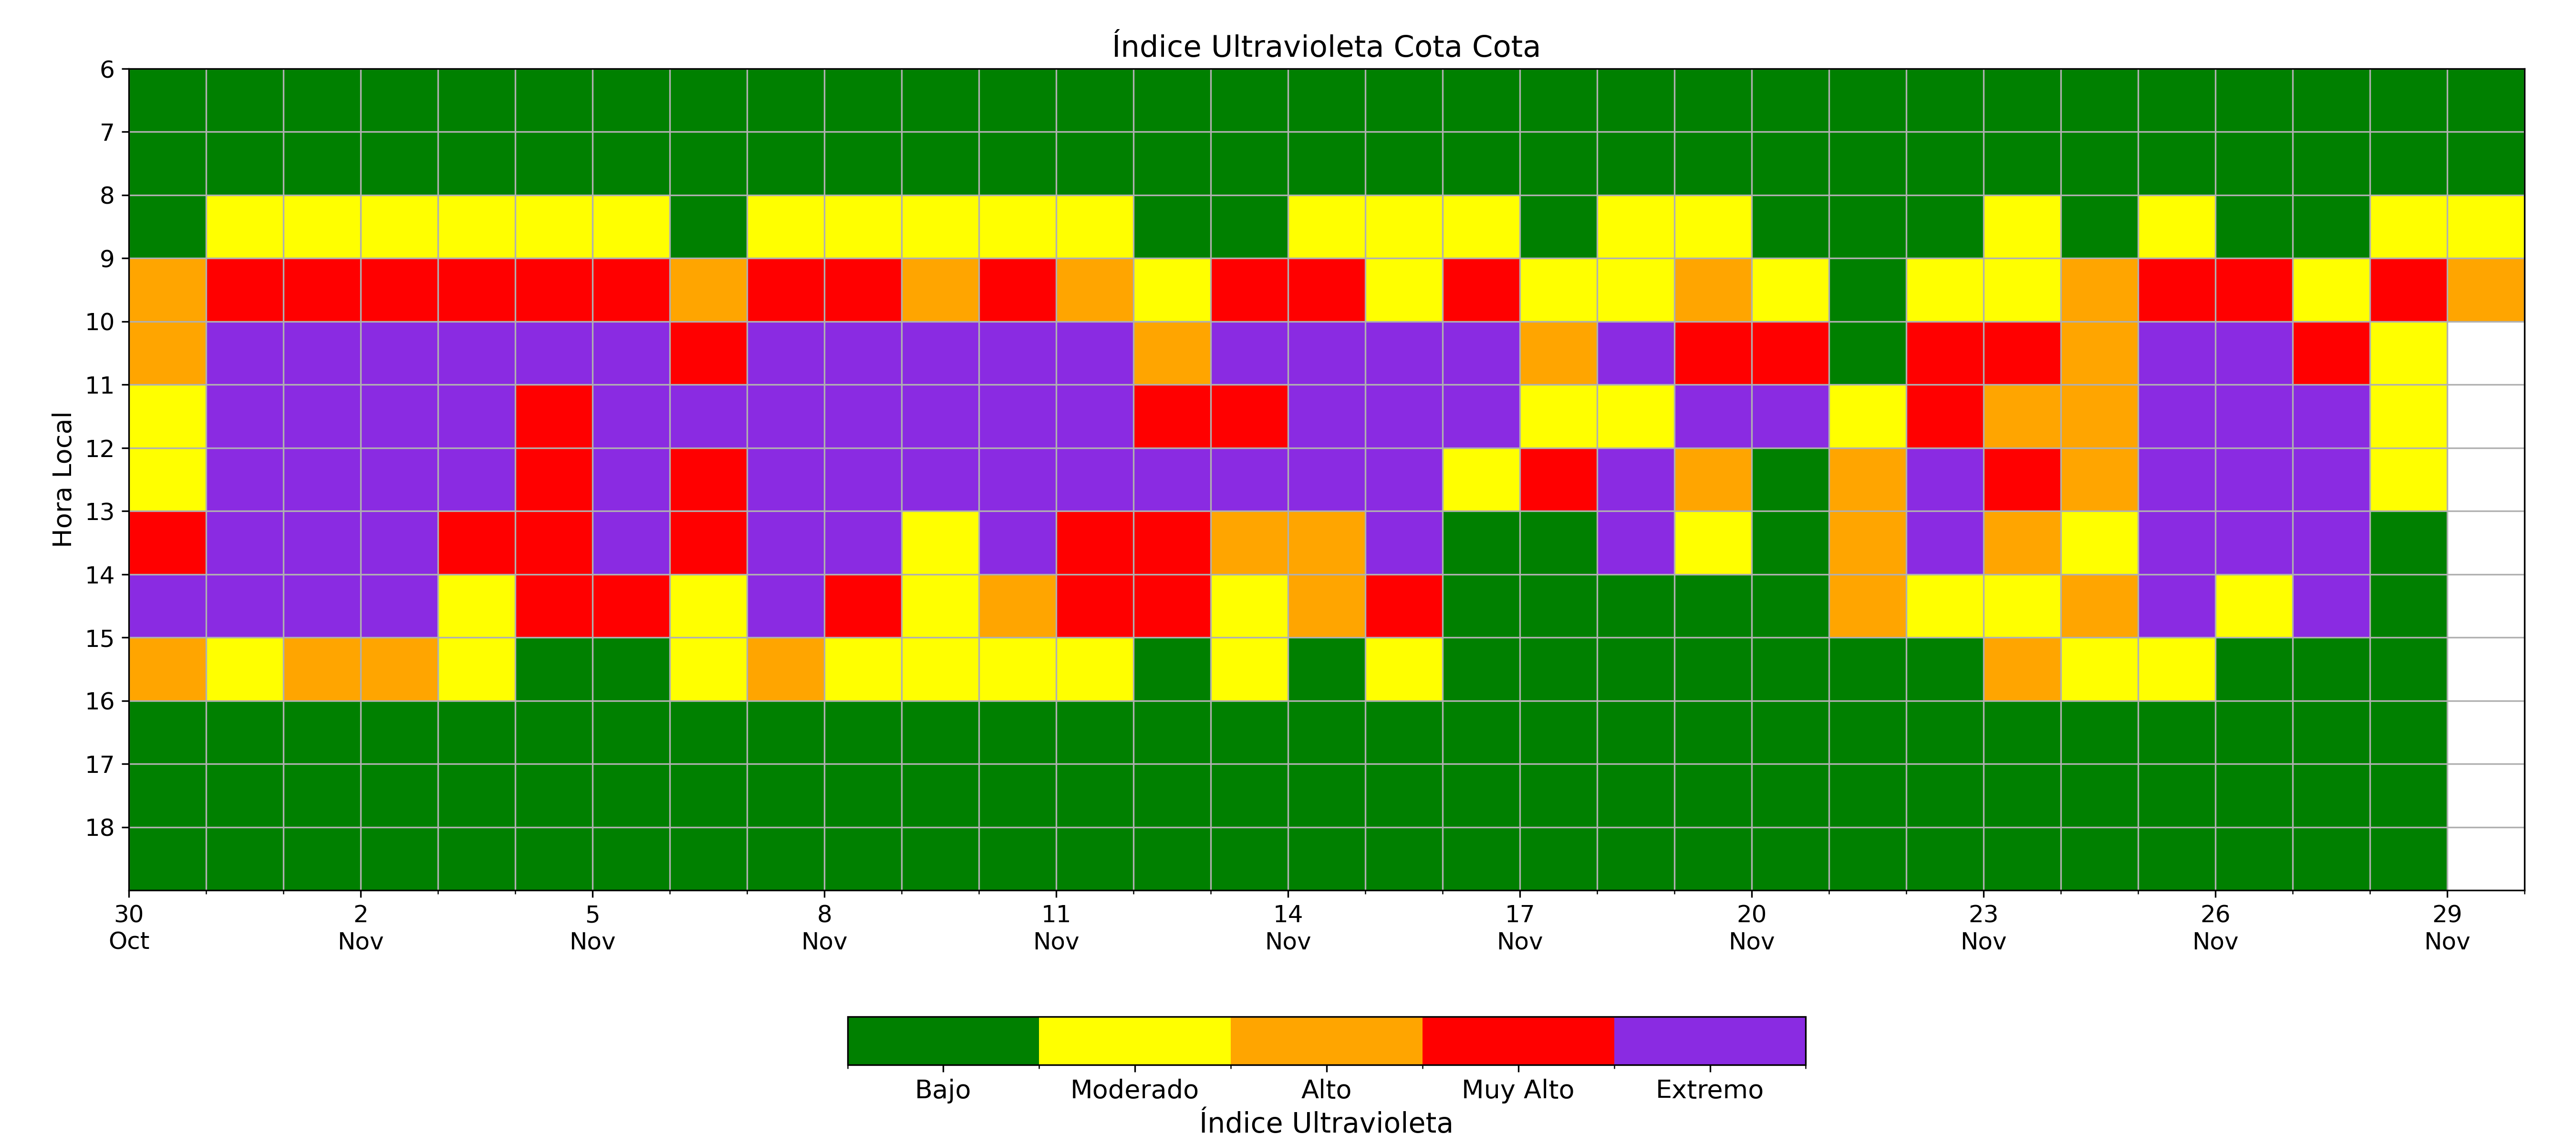 Índice Ultravioleta Cota Cota
Hora Local
6
7
8
9
10
11
12
13
14
15
16
17
18
30 2 5 8 11 14 17 20 23 26 29
Oct Nov Nov Nov Nov Nov Nov Nov Nov Nov Nov
Bajo Moderado Alto Muy Alto Extremo
Índice Ultravioleta